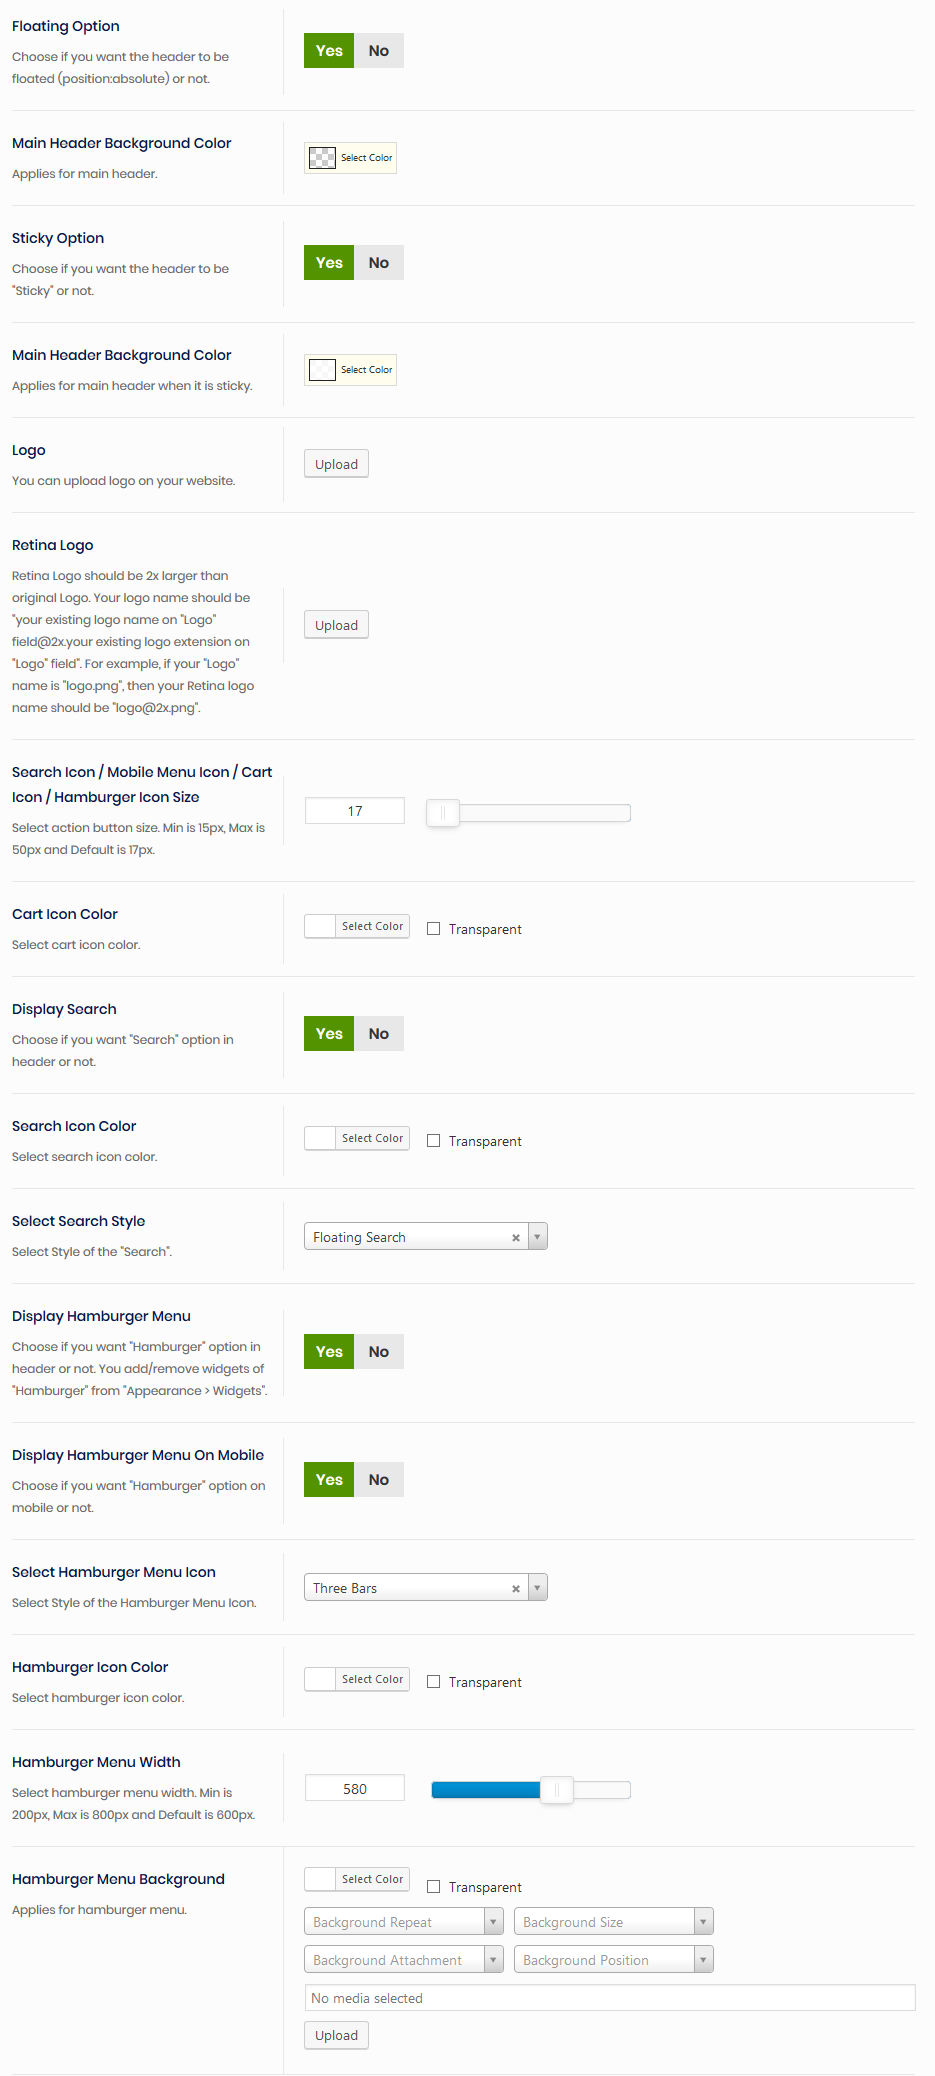 Floating Option
Choose if you want the header to be
floated (position:absolute) or not.
Yes No
Main Header Background Color
Applies for main header.
Select Color
Sticky Option
Choose if you want the header to be
"Sticky" or not.
Yes No
Main Header Background Color
Applies for main header when it is sticky.
Select Color
Logo
You can upload logo on your website.
Upload
Retina Logo
Retina Logo should be 2x larger than
original Logo. Your logo name should be
"your existing logo name on "Logo"
field@2x.your existing logo extension on
"Logo" field". For example, if your "Logo"
name is "logo.png", then your Retina logo
name should be "logo@2x.png".
Upload
Search Icon / Mobile Menu Icon / Cart
Icon / Hamburger Icon Size
Select action button size. Min is 15px, Max is
50px and Default is 17px.
17
Cart Icon Color
Select cart icon color.
Select Color Transparent
Display Search
Choose if you want "Search" option in
header or not.
Yes No
Search Icon Color
Select search icon color.
Select Color Transparent
Select Search Style
Select Style of the "Search".
Floating Search
Display Hamburger Menu
Choose if you want "Hamburger" option in
header or not. You add/remove widgets of
"Hamburger" from "Appearance > Widgets".
Yes No
Display Hamburger Menu On Mobile
Choose if you want "Hamburger" option on
mobile or not.
Yes No
Select Hamburger Menu Icon
Select Style of the Hamburger Menu Icon.
Three Bars
Hamburger Icon Color
Select hamburger icon color.
Select Color Transparent
Hamburger Menu Width
Select hamburger menu width. Min is
200px, Max is 800px and Default is 600px.
580
Hamburger Menu Background
Applies for hamburger menu.
Select Color Transparent
Background Repeat Background Size
Background Attachment Background Position
No media selected
Upload